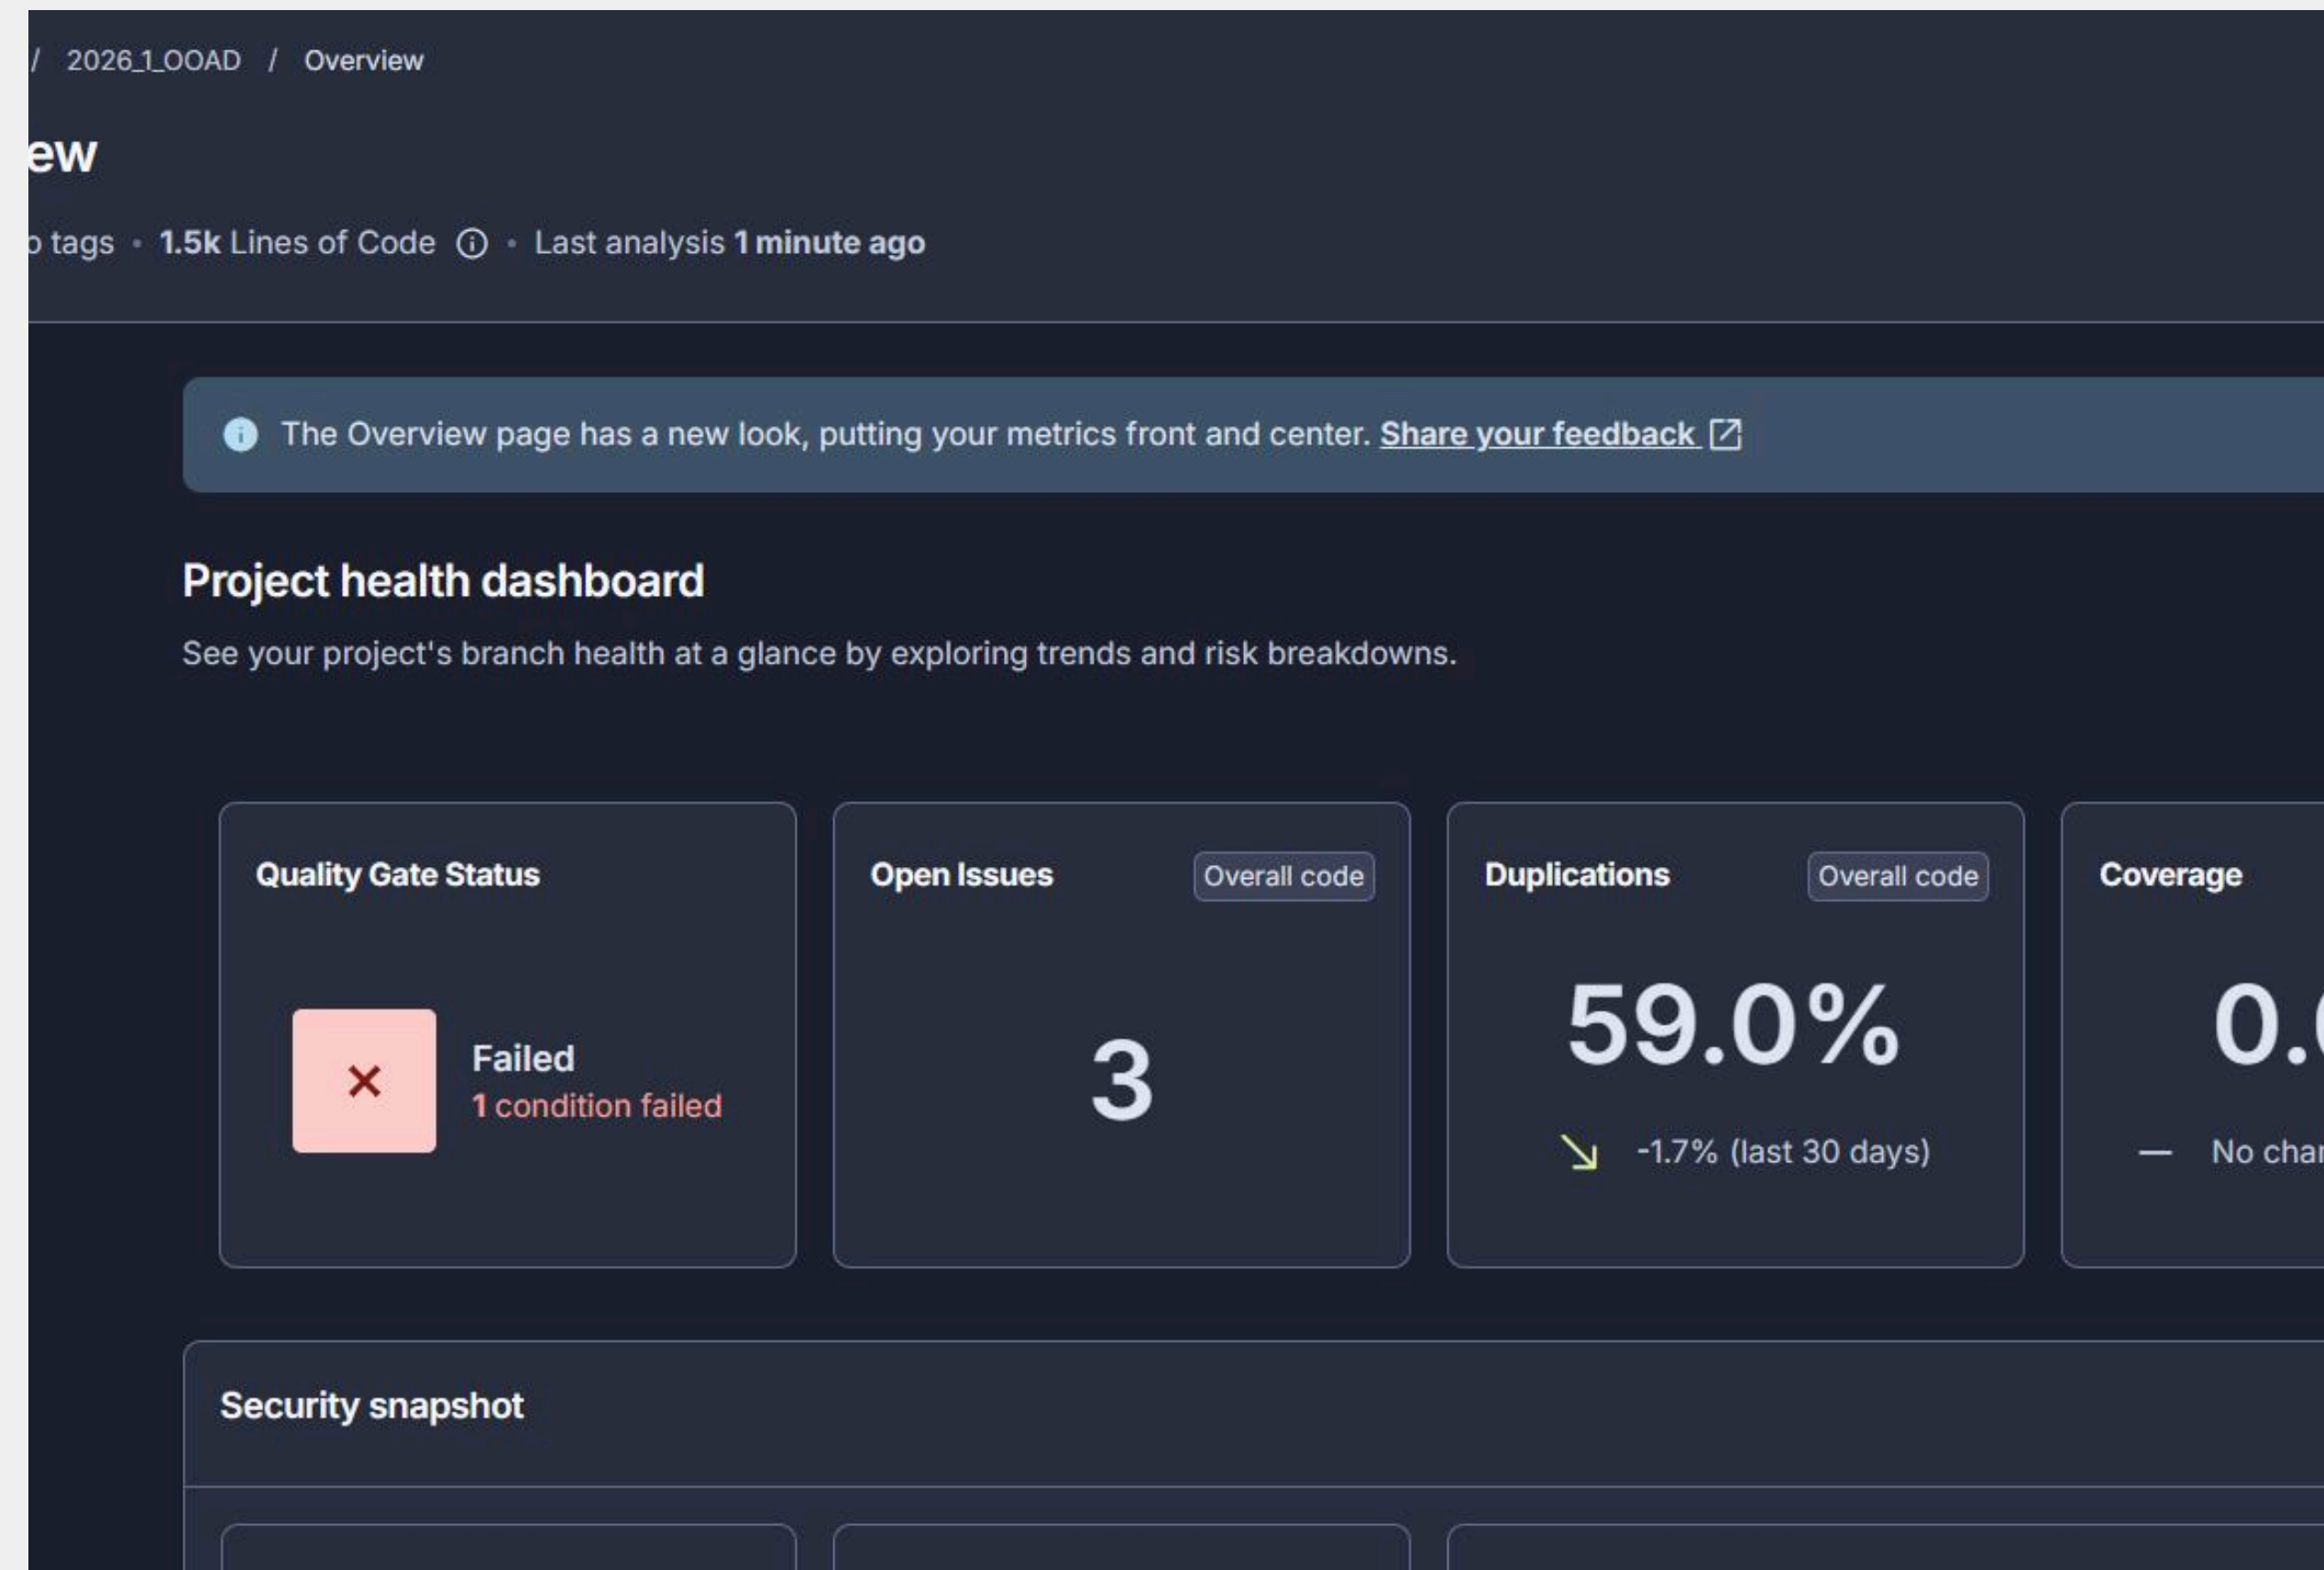 / 2026_1_OOAD / Overview
ew
tags • 1.5k Lines of Code • Last analysis 1 minute ago
The Overview page has a new look, putting your metrics front and center. Share your feedback
Project health dashboard
See your project's branch health at a glance by exploring trends and risk breakdowns.
Quality Gate Status
Failed
1 condition failed
Open Issues Overall code
3
Duplications Overall code
59.0%
-1.7% (last 30 days)
Coverage
0.
— No
Security snapshot